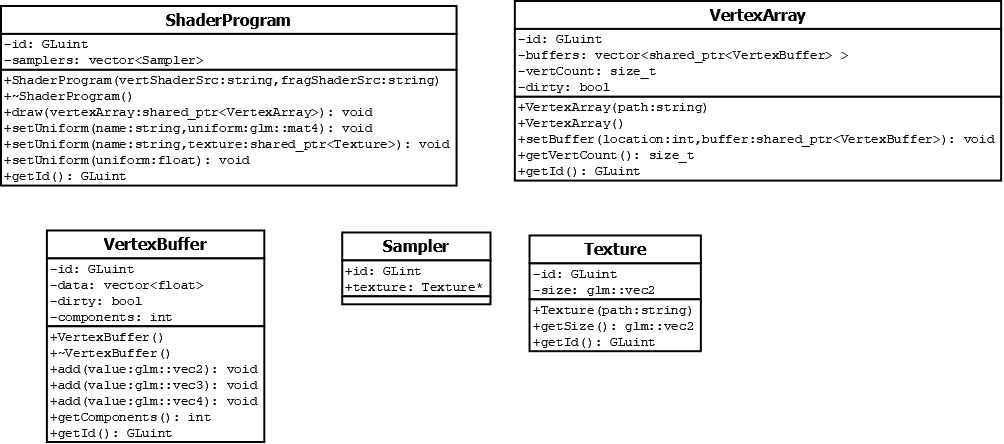 ShaderProgram
-id: GLuint
-samplers: vector<Sampler>
+ShaderProgram(vertShaderSrc:string,fragShaderSrc:string)
+~ShaderProgram()
+draw(vertexArray:shared_ptr<VertexArray>): void
+setUniform(name:string,uniform:glm::mat4): void
+setUniform(name:string,texture:shared_ptr<Texture>): void
+setUniform(uniform:float): void
+getId(): GLuint
VertexArray
-id: GLuint
-buffers: vector<shared_ptr<VertexBuffer> >
-vertCount: size_t
-dirty: bool
+VertexArray(path:string)
+VertexArray()
+setBuffer(location:int,buffer:shared_ptr<VertexBuffer>): void
+getVertCount(): size_t
+getId(): GLuint
VertexBuffer
-id: GLuint
-data: vector<float>
-dirty: bool
-components: int
+VertexBuffer()
+~VertexBuffer()
+add(value:glm::vec2): void
+add(value:glm::vec3): void
+add(value:glm::vec4): void
+getComponents(): int
+getId(): GLuint
Sampler
+id: GLint
+texture: Texture*
Texture
-id: GLuint
-size: glm::vec2
+Texture(path:string)
+getSize(): glm::vec2
+getId(): GLuint